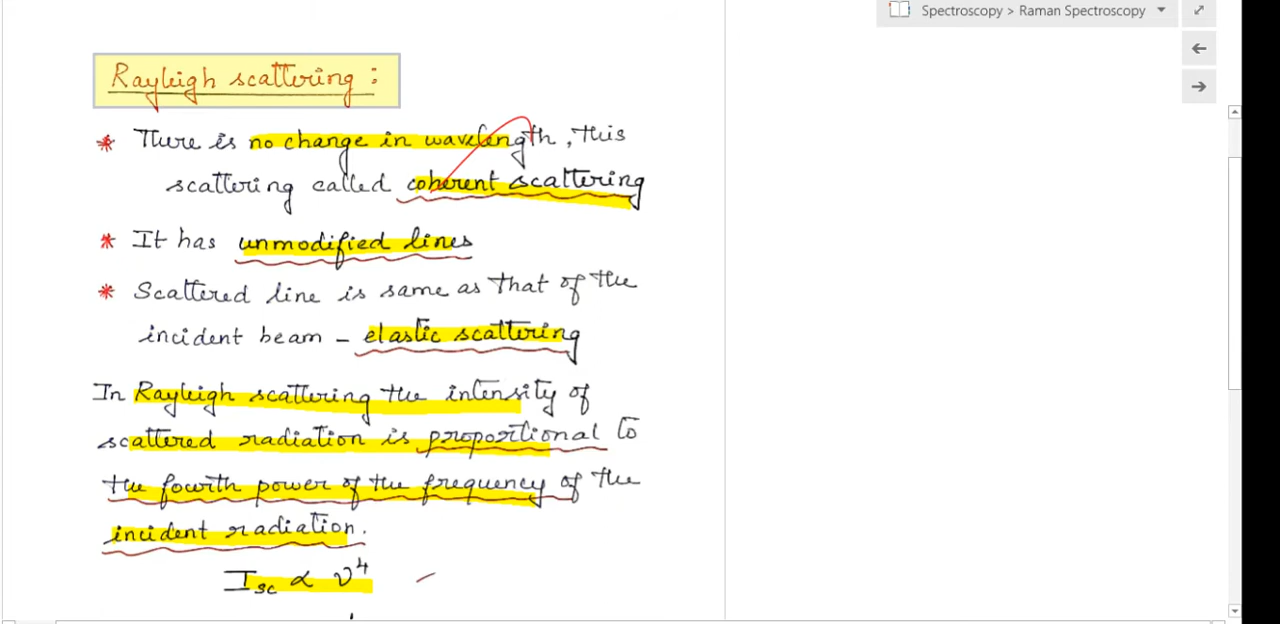 Spectroscopy > Raman Spectroscopy
Rayleigh scattering :
* There is no change in wavelength, this
scattering called coherent scattering
* It has unmodified lines
* Scattered line is same as that of the
incident beam - elastic scattering
In Rayleigh scattering the intensity of
scattered radiation is proportional to
the fourth power of the frequency of the
incident radiation.
Isc ∝ ν⁴